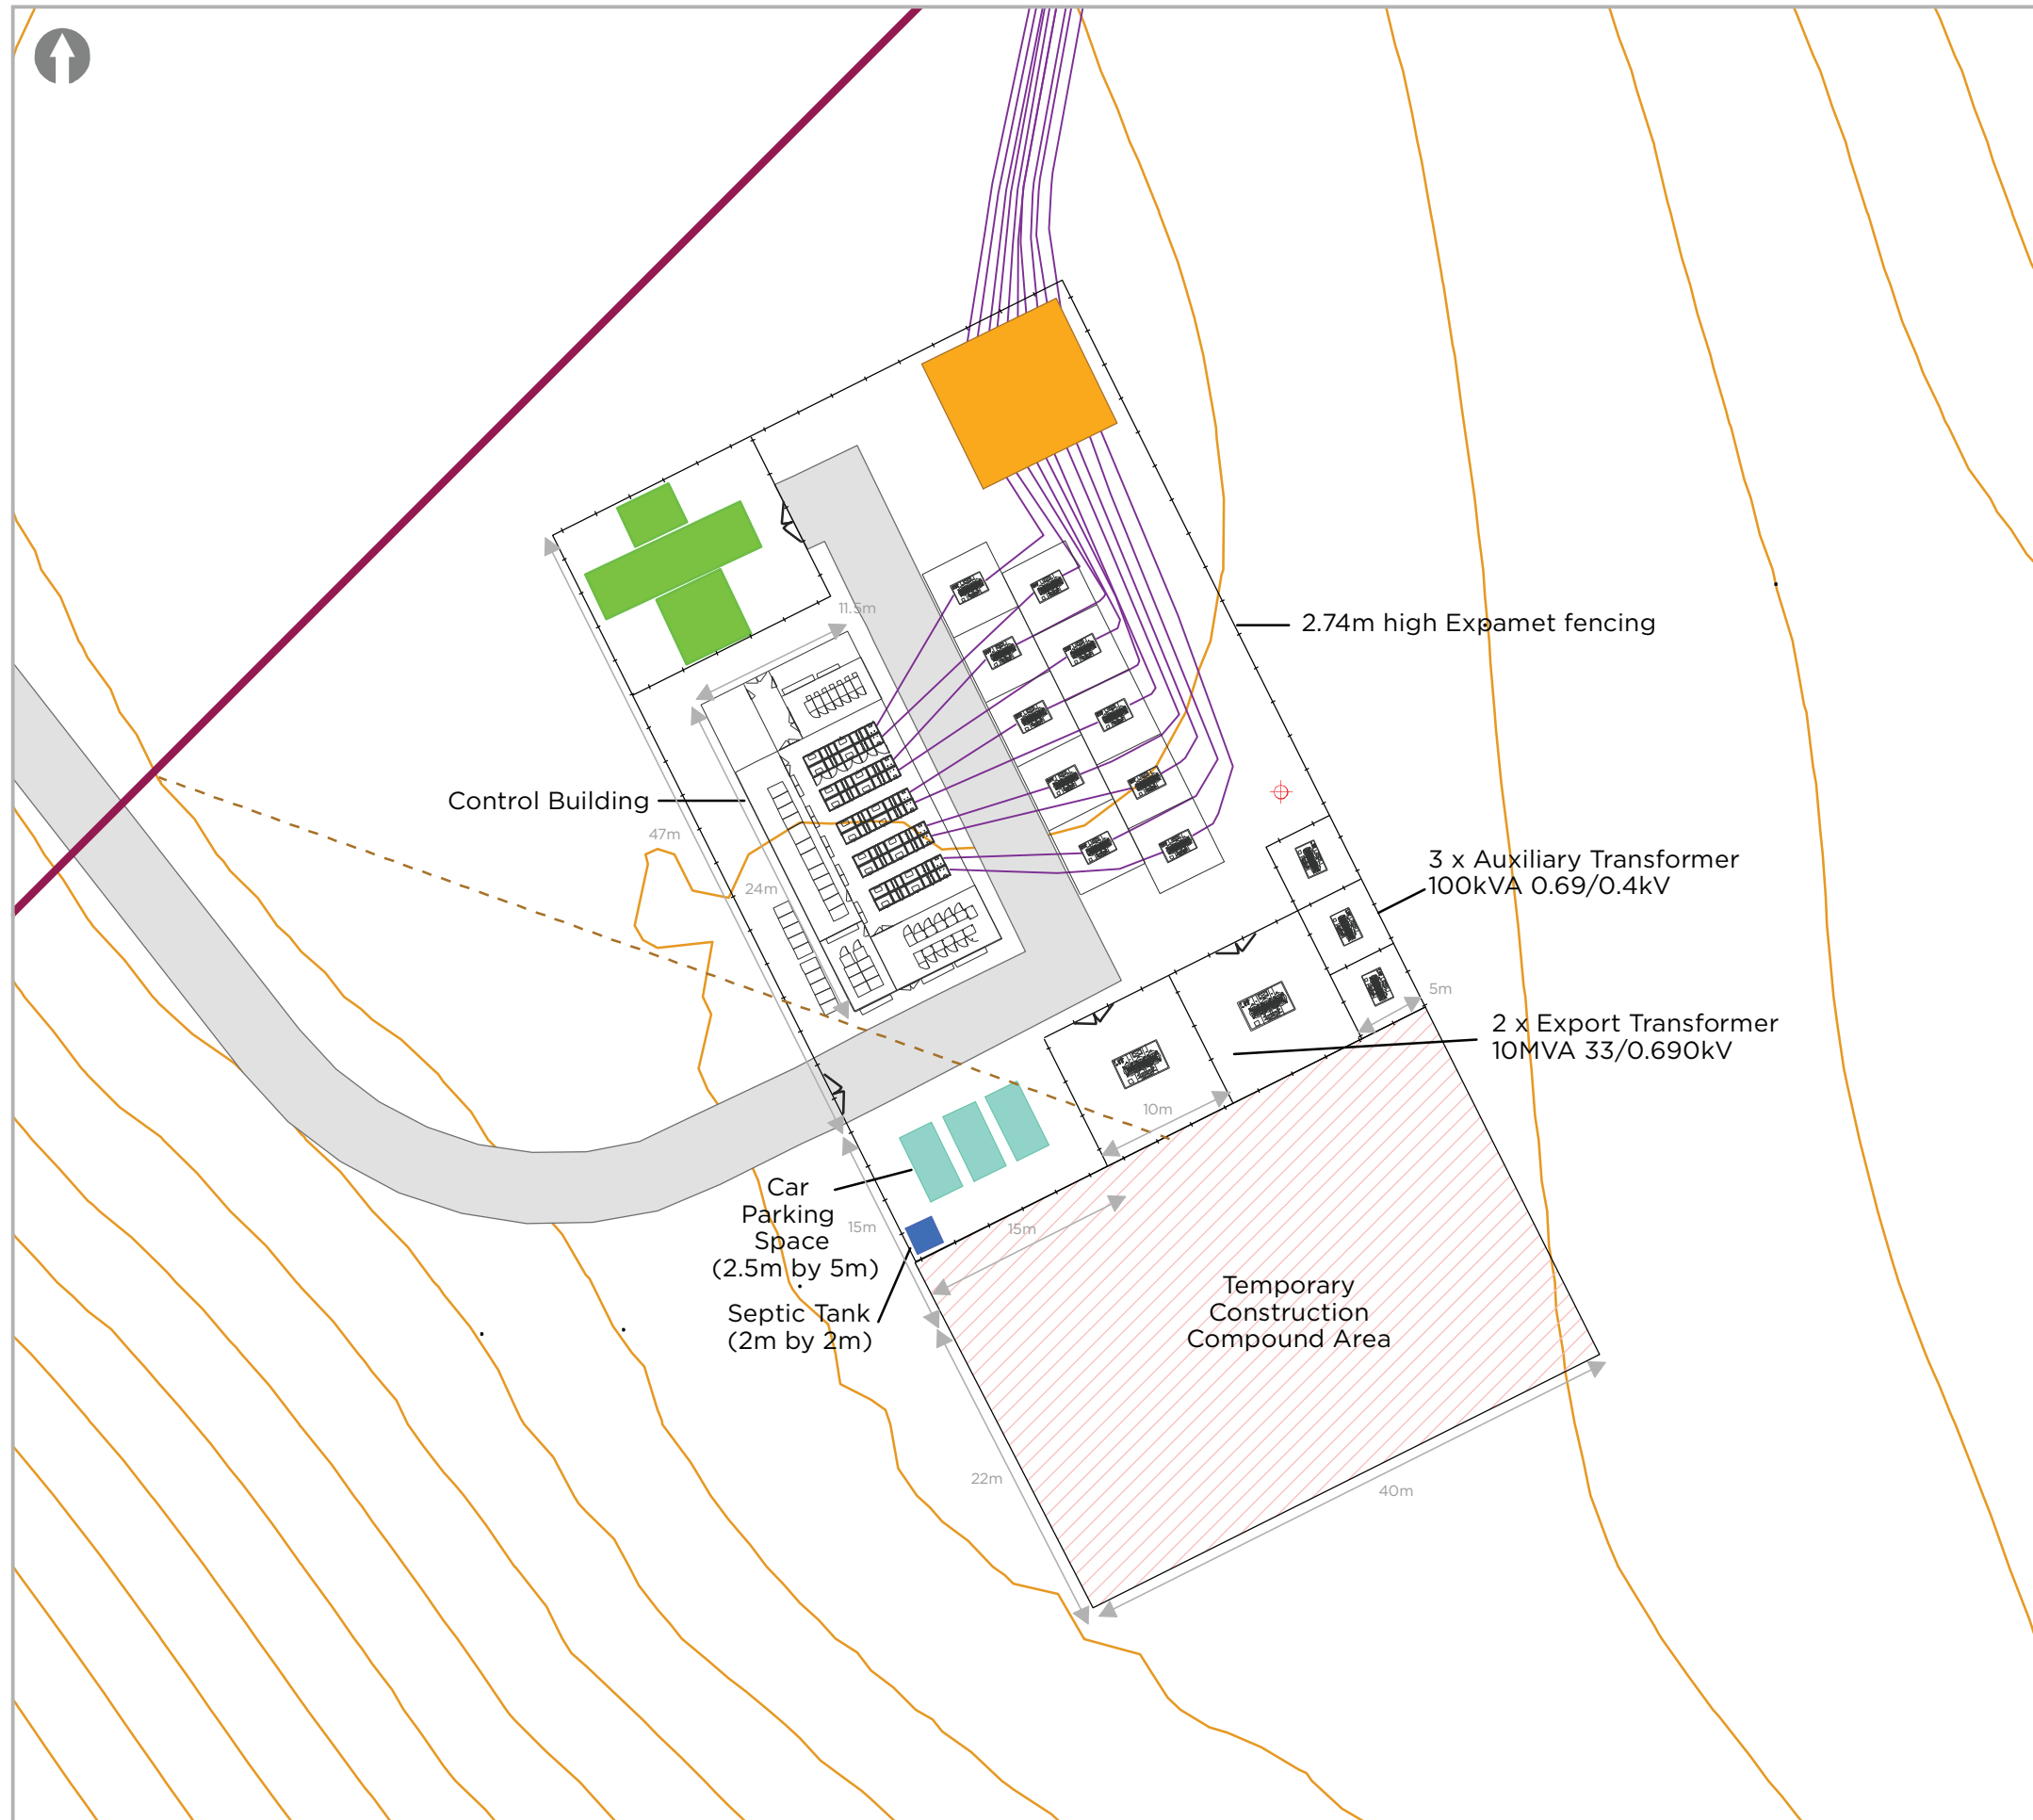 11.5m
2.74m high Expamet fencing
Control Building
47m
24m
3 x Auxiliary Transformer
100kVA 0.69/0.4kV
5m
2 x Export Transformer
10MVA 33/0.690kV
10m
Car
Parking
Space
(2.5m by 5m)
15m
15m
Septic Tank
(2m by 2m)
Temporary
Construction
Compound Area
22m
40m